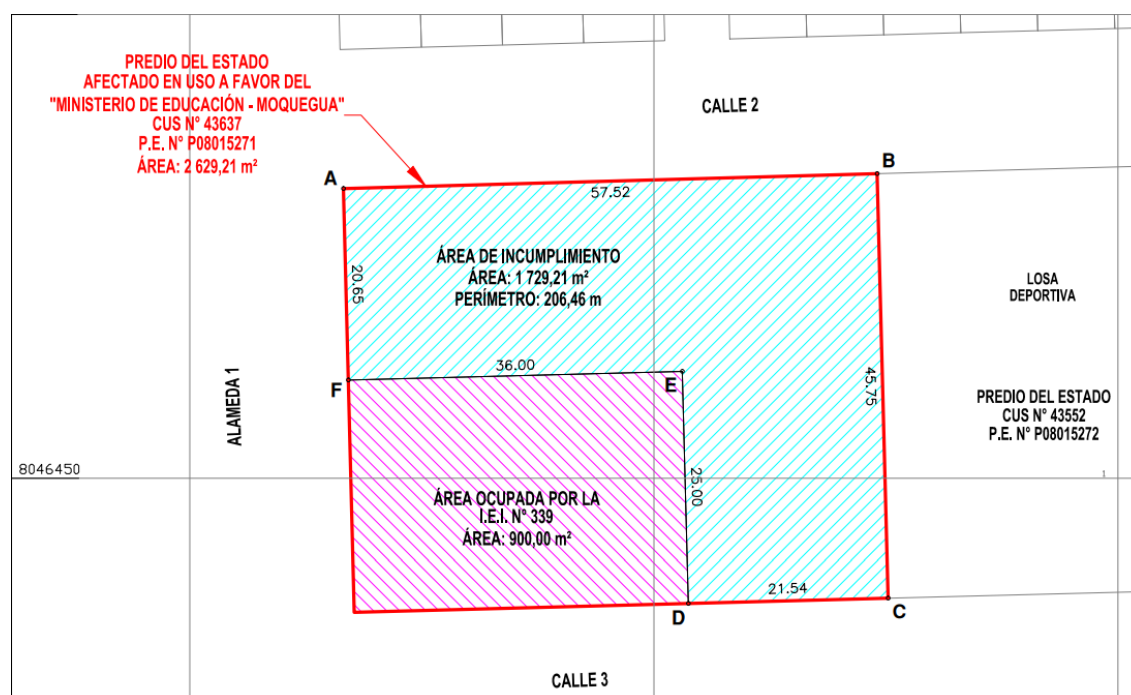 PREDIO DEL ESTADO
AFECTADO EN USO A FAVOR DEL
"MINISTERIO DE EDUCACIÓN - MOQUEGUA"
CUS N° 43637
P.E. N° P08015271
ÁREA: 2 629,21 m²
CALLE 2
A
B
57.52
20.65
ÁREA DE INCUMPLIMIENTO
ÁREA: 1 729,21 m²
PERÍMETRO: 206,46 m
LOSA
DEPORTIVA
36.00
F
E
45.75
ALAMEDA 1
PREDIO DEL ESTADO
CUS N° 43552
P.E. N° P08015272
8046450
1
25.00
ÁREA OCUPADA POR LA
I.E.I. N° 339
ÁREA: 900,00 m²
21.54
D
C
CALLE 3